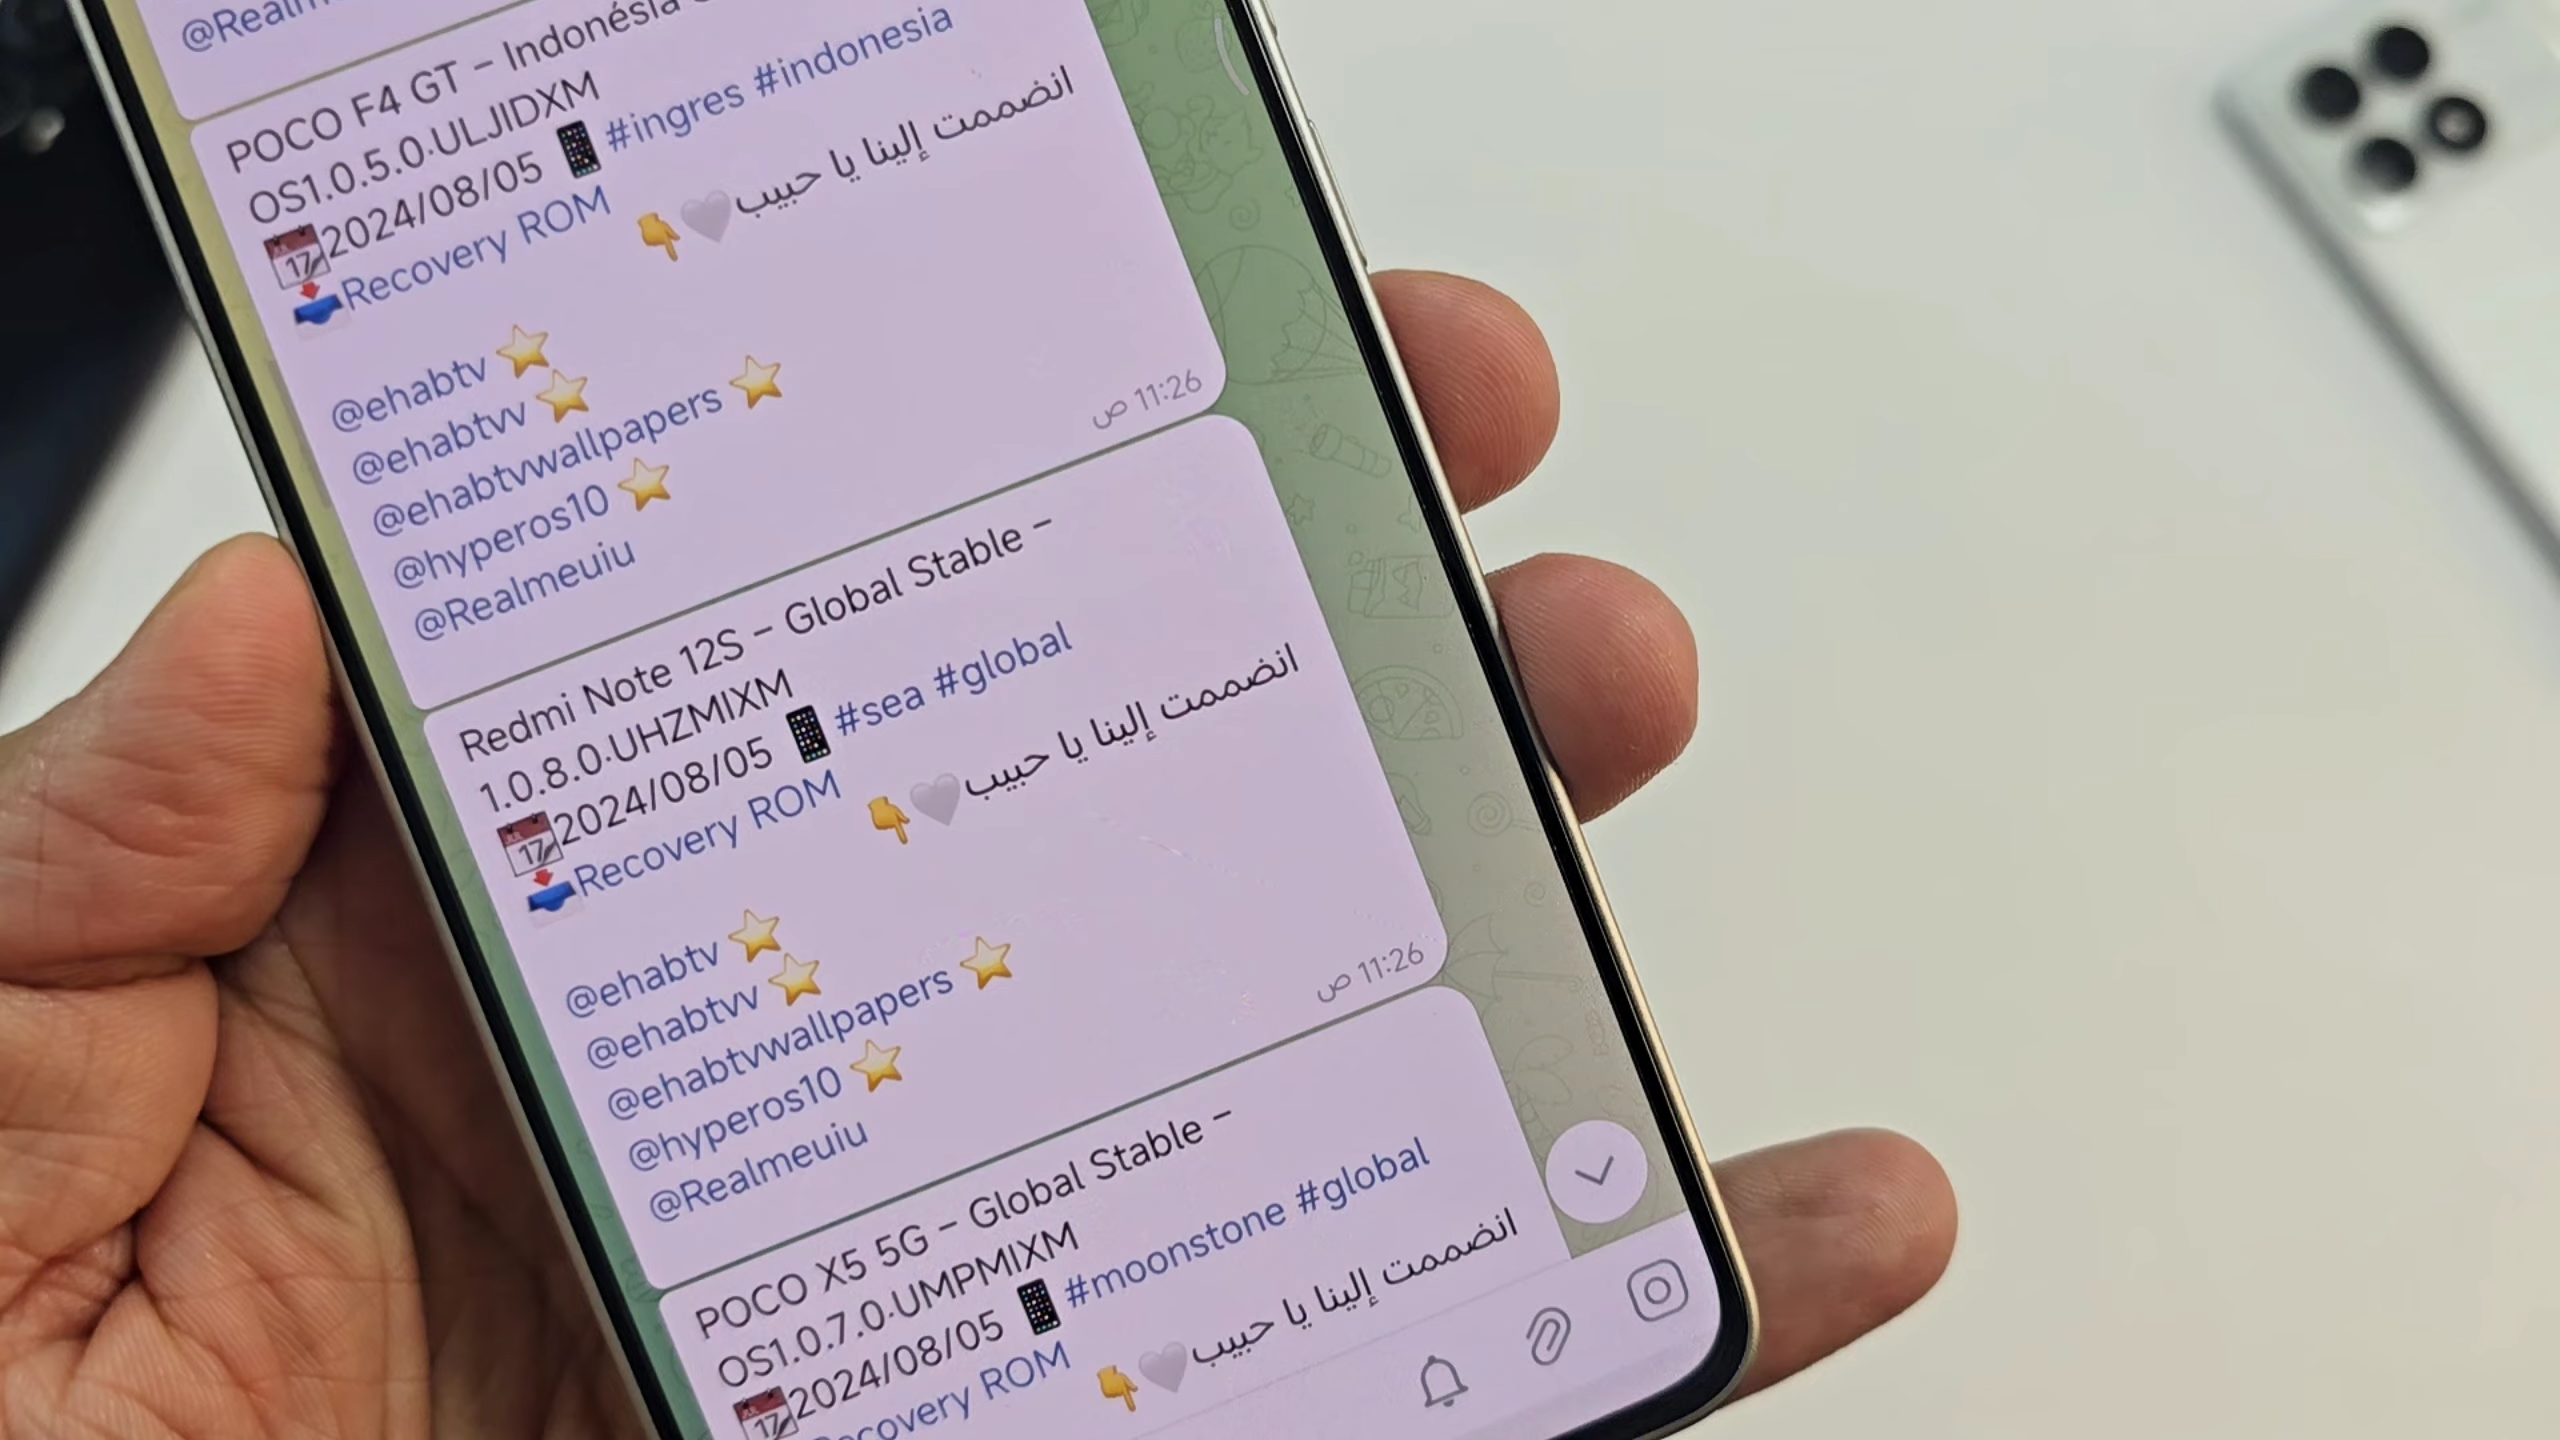 POCO F4 GT – Indonésia
OS1.0.5.0.ULJIDXM
2024/08/05 📱 #ingres #indonesia
Recovery ROM 👇🤍انضممت إلينا يا حبيب
@ehabtv ⭐
@ehabtvv ⭐
@ehabtvwallpapers ⭐
@hyperos10 ⭐
@Realmeuiu
11:26 ص
Redmi Note 12S – Global Stable –
1.0.8.0.UHZMIXM
2024/08/05 📱 #sea #global
Recovery ROM 👇🤍انضممت إلينا يا حبيب
@ehabtv ⭐
@ehabtvv ⭐
@ehabtvwallpapers ⭐
@hyperos10 ⭐
@Realmeuiu
11:26 ص
POCO X5 5G – Global Stable –
OS1.0.7.0.UMPMIXM
2024/08/05 📱 #moonstone #global
Recovery ROM 👇🤍انضممت إلينا يا حبيب